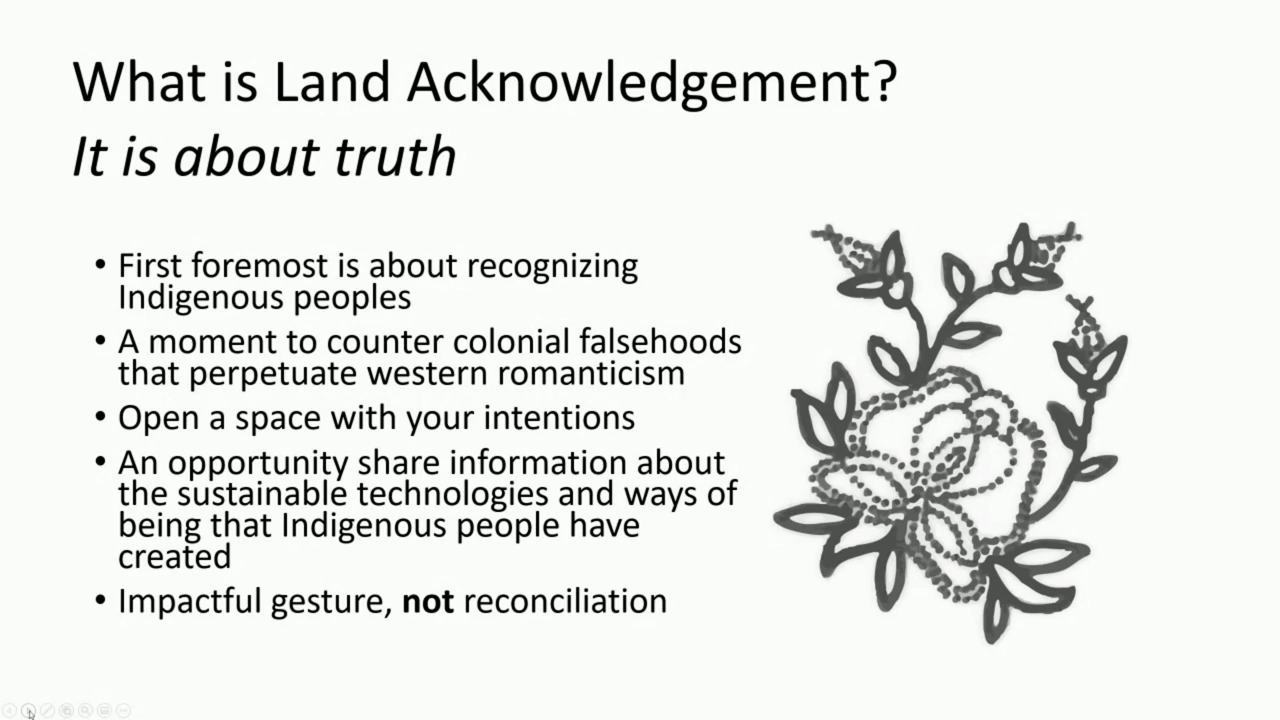 What is Land Acknowledgement?
It is about truth
• First foremost is about recognizing
Indigenous peoples
• A moment to counter colonial falsehoods
that perpetuate western romanticism
• Open a space with your intentions
• An opportunity share information about
the sustainable technologies and ways of
being that Indigenous people have
created
• Impactful gesture, not reconciliation